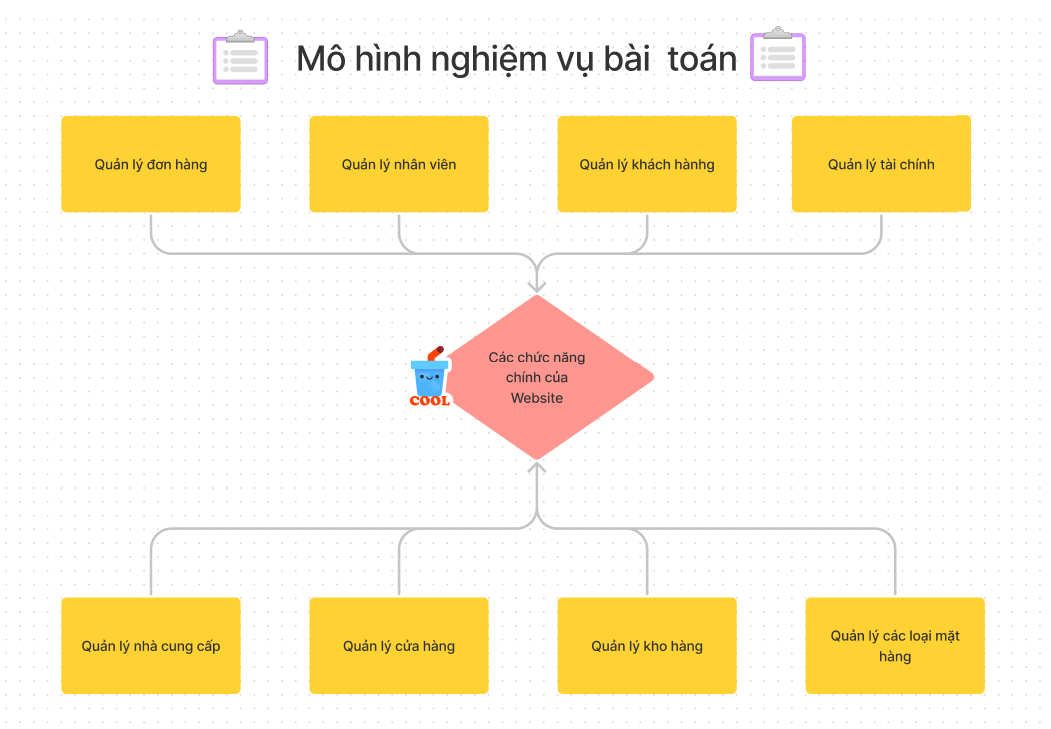 Mô hình nghiệm vụ bài  toán
Quản lý đơn hàng
Quản lý nhân viên
Quản lý khách hànhg
Quản lý tài chính
Các chức năng
chính của
Website
COOL
Quản lý nhà cung cấp
Quản lý cửa hàng
Quản lý kho hàng
Quản lý các loại mặt
hàng